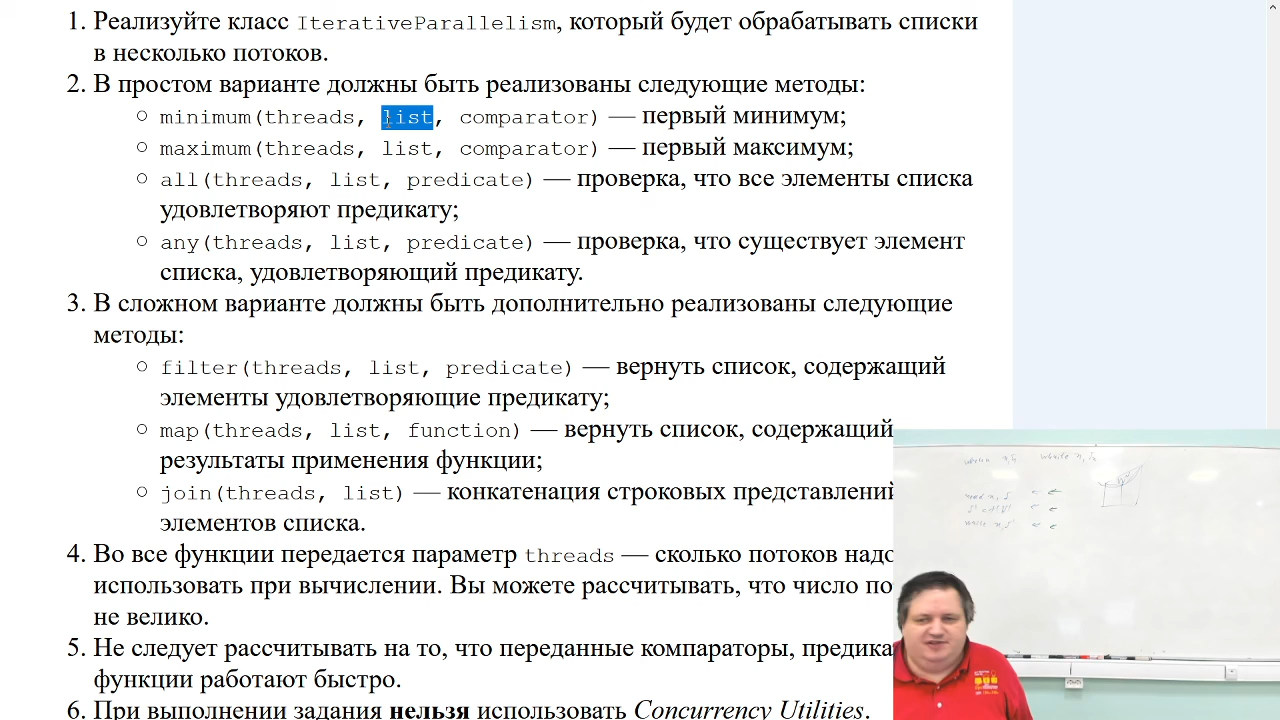 1. Реализуйте класс IterativeParallelism, который будет обрабатывать списки
в несколько потоков.
2. В простом варианте должны быть реализованы следующие методы:
minimum(threads, list, comparator) — первый минимум;
maximum(threads, list, comparator) — первый максимум;
all(threads, list, predicate) — проверка, что все элементы списка
удовлетворяют предикату;
any(threads, list, predicate) — проверка, что существует элемент
списка, удовлетворяющий предикату.
3. В сложном варианте должны быть дополнительно реализованы следующие
методы:
filter(threads, list, predicate) — вернуть список, содержащий
элементы удовлетворяющие предикату;
map(threads, list, function) — вернуть список, содержащий
результаты применения функции;
join(threads, list) — конкатенация строковых представлений
элементов списка.
4. Во все функции передается параметр threads — сколько потоков надо
использовать при вычислении. Вы можете рассчитывать, что число по
не велико.
5. Не следует рассчитывать на то, что переданные компараторы, предика
функции работают быстро.
6. При выполнении задания нельзя использовать Concurrency Utilities.